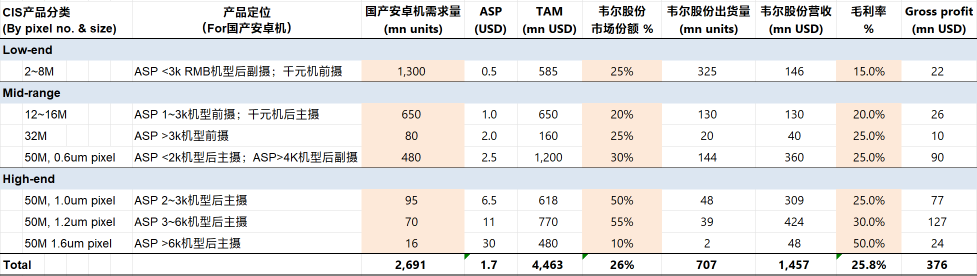 CIS产品分类 产品定位 国产安卓机需求量 ASP TAM 韦尔股份 韦尔股份出货量 韦尔股份营收 毛利率 Gross profit
(By pixel no. & size) （For国产安卓机） (mn units) (USD) (mn USD) 市场份额 % (mn units) (mn USD) % (mn USD)
Low-end
2~8M ASP <3k RMB机型后副摄；千元机前摄 1,300 0.5 585 25% 325 146 15.0% 22
Mid-range
12~16M ASP 1~3k机型前摄；千元机后主摄 650 1.0 650 20% 130 130 20.0% 26
32M ASP >3k机型前摄 80 2.0 160 25% 20 40 25.0% 10
50M, 0.6um pixel ASP <2k机型后主摄；ASP>4K机型后副摄 480 2.5 1,200 30% 144 360 25.0% 90
High-end
50M, 1.0um pixel ASP 2~3k机型后主摄 95 6.5 618 50% 48 309 25.0% 77
50M, 1.2um pixel ASP 3~6k机型后主摄 70 11 770 55% 39 424 30.0% 127
50M 1.6um pixel ASP >6k机型后主摄 16 30 480 10% 2 48 50.0% 24
Total 2,691 1.7 4,463 26% 707 1,457 25.8% 376